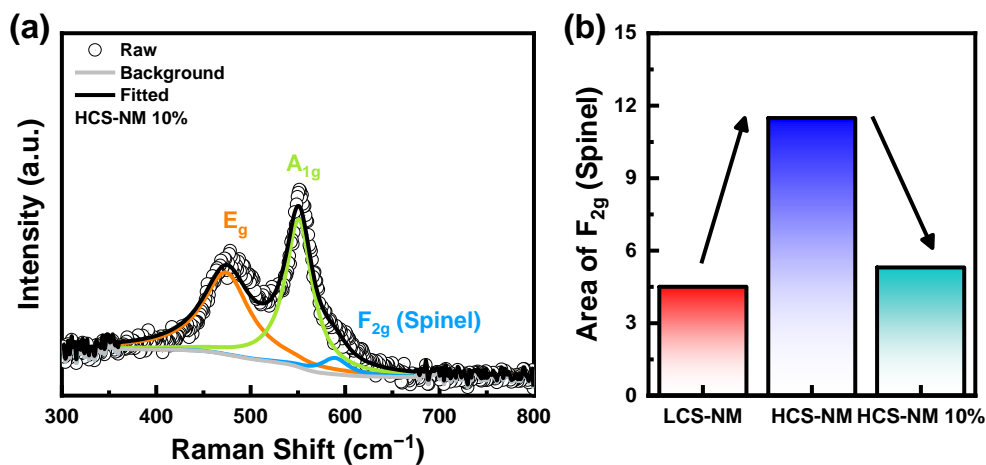 (a)
Raw
Background
Fitted
HCS-NM 10%
A1g
Eg
F2g (Spinel)
Intensity (a.u.)
300 400 500 600 700 800
Raman Shift (cm−1)
(b)
15
12
9
6
3
0
Area of F2g (Spinel)
LCS-NM HCS-NM HCS-NM 10%